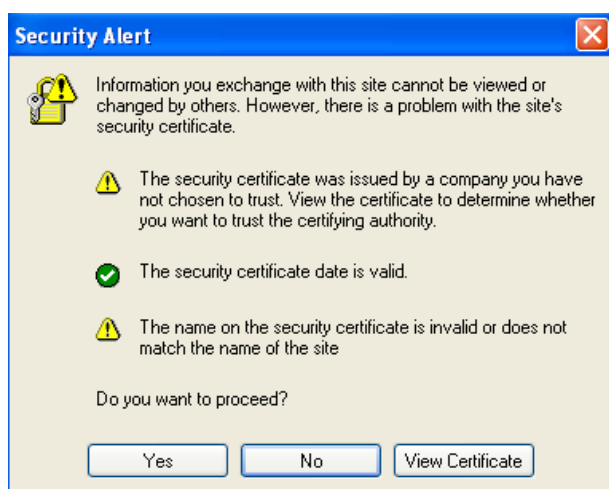 Security Alert
Information you exchange with this site cannot be viewed or
changed by others. However, there is a problem with the site's
security certificate.
The security certificate was issued by a company you have
not chosen to trust. View the certificate to determine whether
you want to trust the certifying authority.
The security certificate date is valid.
The name on the security certificate is invalid or does not
match the name of the site
Do you want to proceed?
Yes No View Certificate